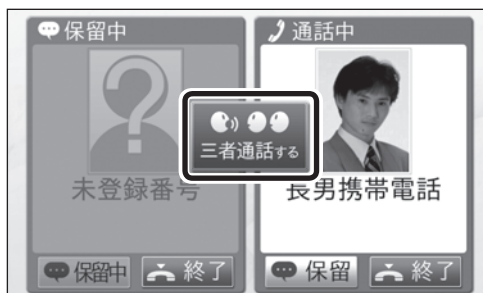 保留中
未登録番号
保留中
終了
三者通話する
通話中
長男携帯電話
保留
終了